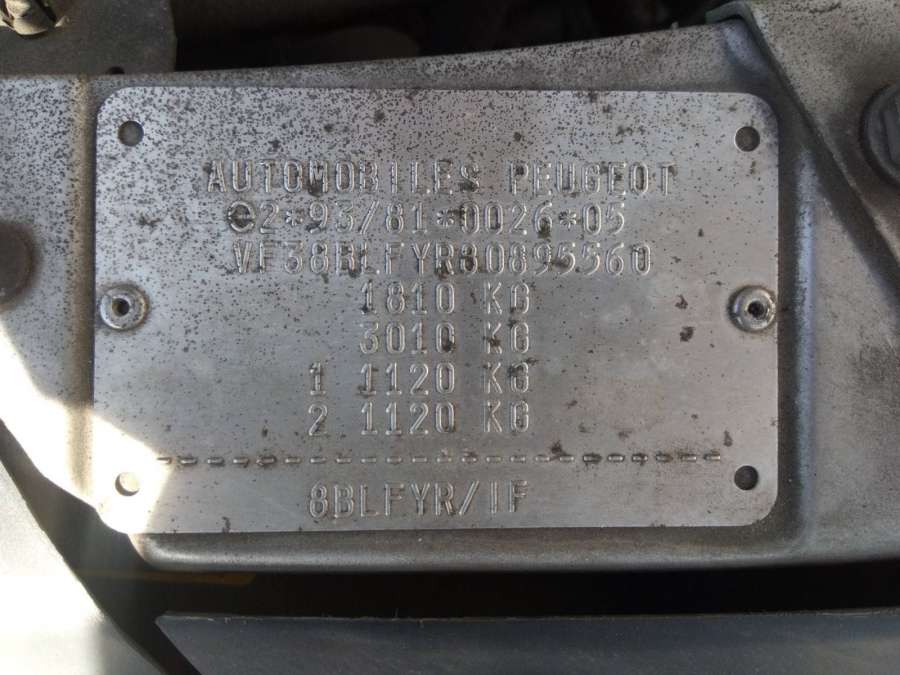 AUTOMOBILES PEUGEOT
e2*93/81*0026*05
VF38BLFYR80895560
1810 KG
3010 KG
1 1120 KG
2 1120 KG
8BLFYR/IF